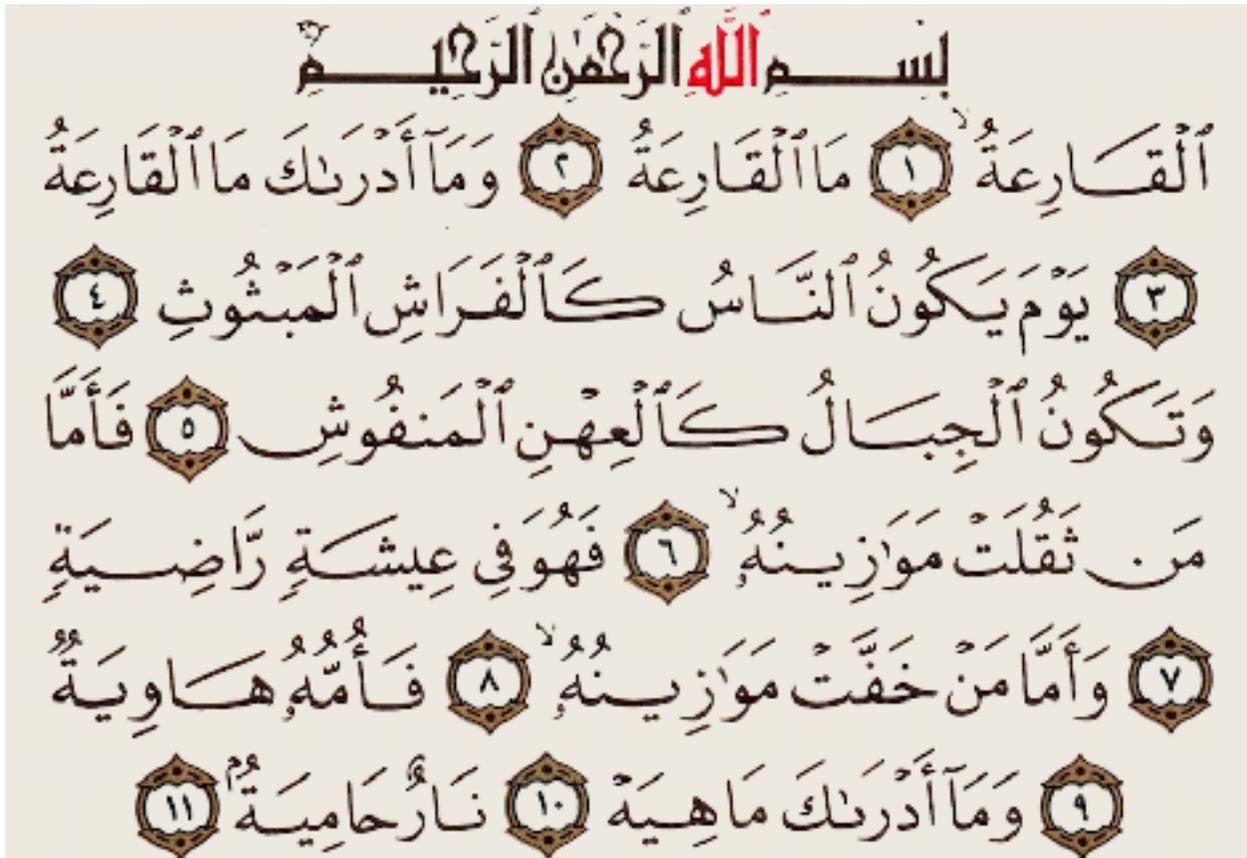 بِسْمِ ٱللَّهِ ٱلرَّحْمَٰنِ ٱلرَّحِيمِ
ٱلْقَارِعَةُ ۙ ١ مَا ٱلْقَارِعَةُ ٢ وَمَآ أَدْرَىٰكَ مَا ٱلْقَارِعَةُ
٣ يَوْمَ يَكُونُ ٱلنَّاسُ كَٱلْفَرَاشِ ٱلْمَبْثُوثِ ٤
وَتَكُونُ ٱلْجِبَالُ كَٱلْعِهْنِ ٱلْمَنفُوشِ ٥ فَأَمَّا
مَن ثَقُلَتْ مَوَٰزِينُهُۥ ۙ ٦ فَهُوَ فِى عِيشَةٍ رَّاضِيَةٍ
٧ وَأَمَّا مَنْ خَفَّتْ مَوَٰزِينُهُۥ ۙ ٨ فَأُمُّهُۥ هَاوِيَةٌ
٩ وَمَآ أَدْرَىٰكَ مَا هِيَهْ ١٠ نَارٌ حَامِيَةٌۢ ١١